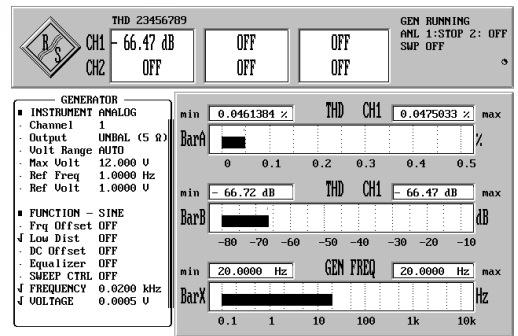 THD 23456789
R S
CH1 - 66.47 dB OFF OFF
CH2 OFF OFF OFF
GEN RUNNING
ANL 1:STOP 2: OFF
SWP OFF
GENERATOR
INSTRUMENT ANALOG
Channel 1
Output UNBAL (5 Ω)
Volt Range AUTO
Max Volt 12.000 V
Ref Freq 1.0000 Hz
Ref Volt 1.0000 V
FUNCTION - SINE
Frq Offset OFF
Low Dist OFF
DC Offset OFF
Equalizer OFF
SWEEP CTRL OFF
FREQUENCY 0.0200 kHz
VOLTAGE 0.0005 V
min 0.0461384 % THD CH1 0.0475033 % max
BarA %
0 0.1 0.2 0.3 0.4 0.5
min - 66.72 dB THD CH1 - 66.47 dB max
BarB dB
-80 -70 -60 -50 -40 -30 -20 -10
min 20.0000 Hz GEN FREQ 20.0000 Hz max
BarX Hz
0.1 1 10 100 1k 10k